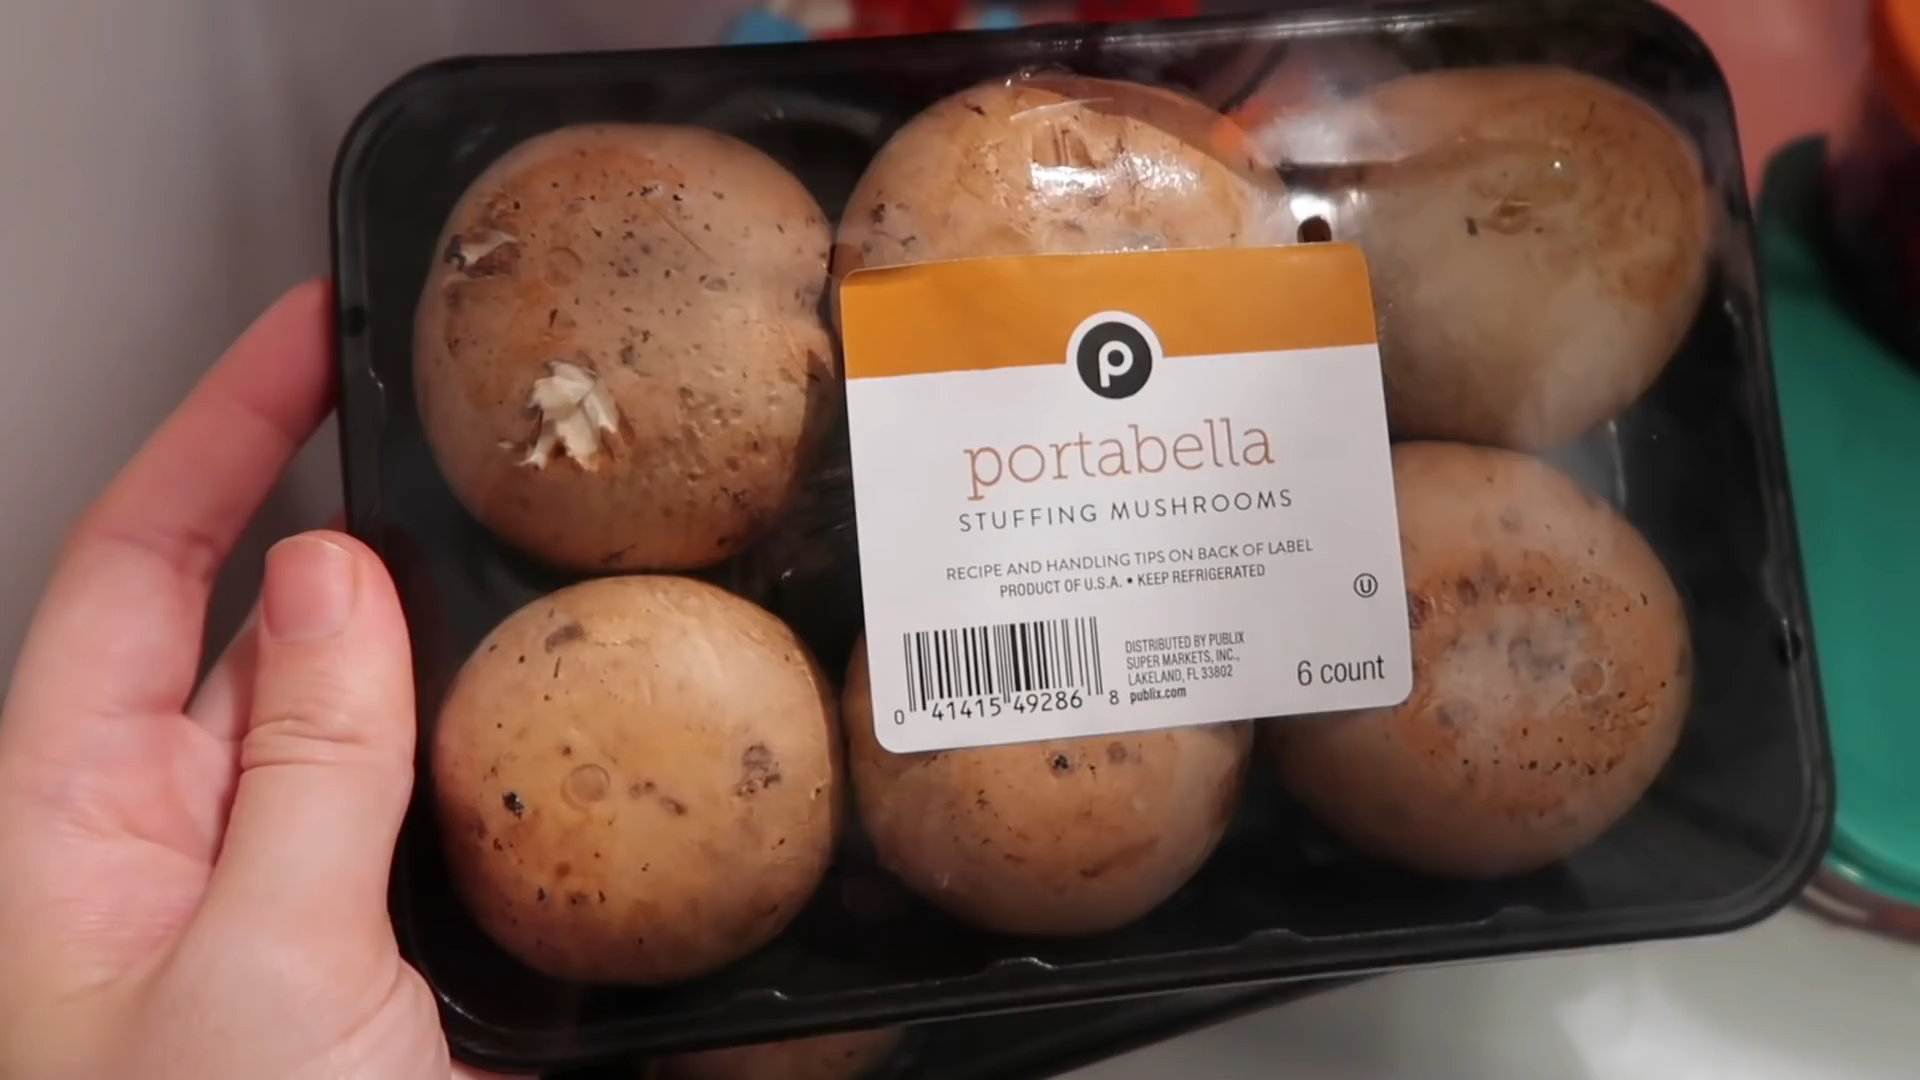 p
portabella
STUFFING MUSHROOMS
RECIPE AND HANDLING TIPS ON BACK OF LABEL
PRODUCT OF U.S.A. • KEEP REFRIGERATED
U
DISTRIBUTED BY PUBLIX
SUPER MARKETS, INC.,
LAKELAND, FL 33802
publix.com
6 count
0 41415 49286 8